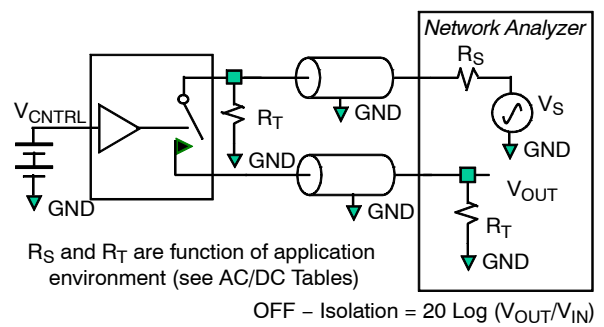 Network Analyzer
R_S
V_CNTRL
R_T
GND
V_S
GND
GND
V_OUT
GND
GND
R_T
GND
R_S and R_T are function of application
environment (see AC/DC Tables)
OFF − Isolation = 20 Log (V_OUT/V_IN)